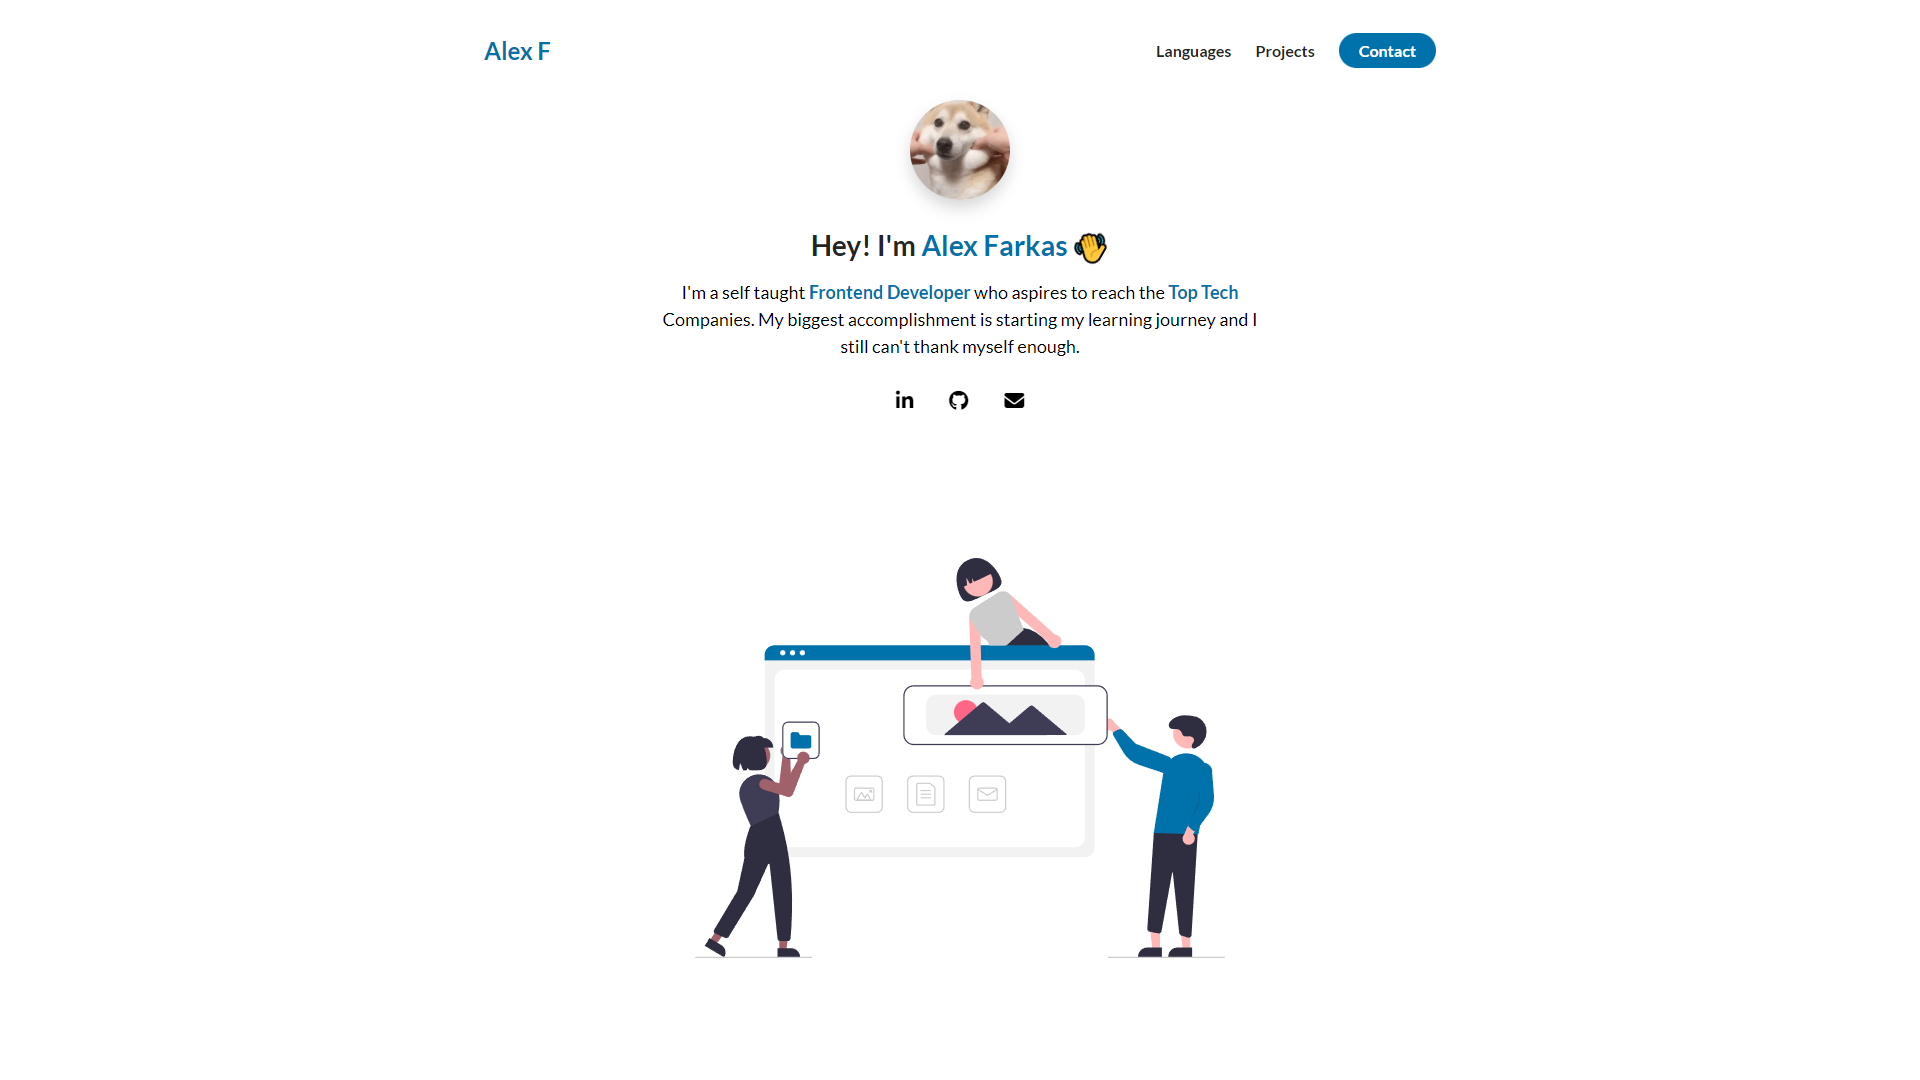 Alex F
Languages Projects Contact
Hey! I'm Alex Farkas 👋
I'm a self taught Frontend Developer who aspires to reach the Top Tech
Companies. My biggest accomplishment is starting my learning journey and I
still can't thank myself enough.